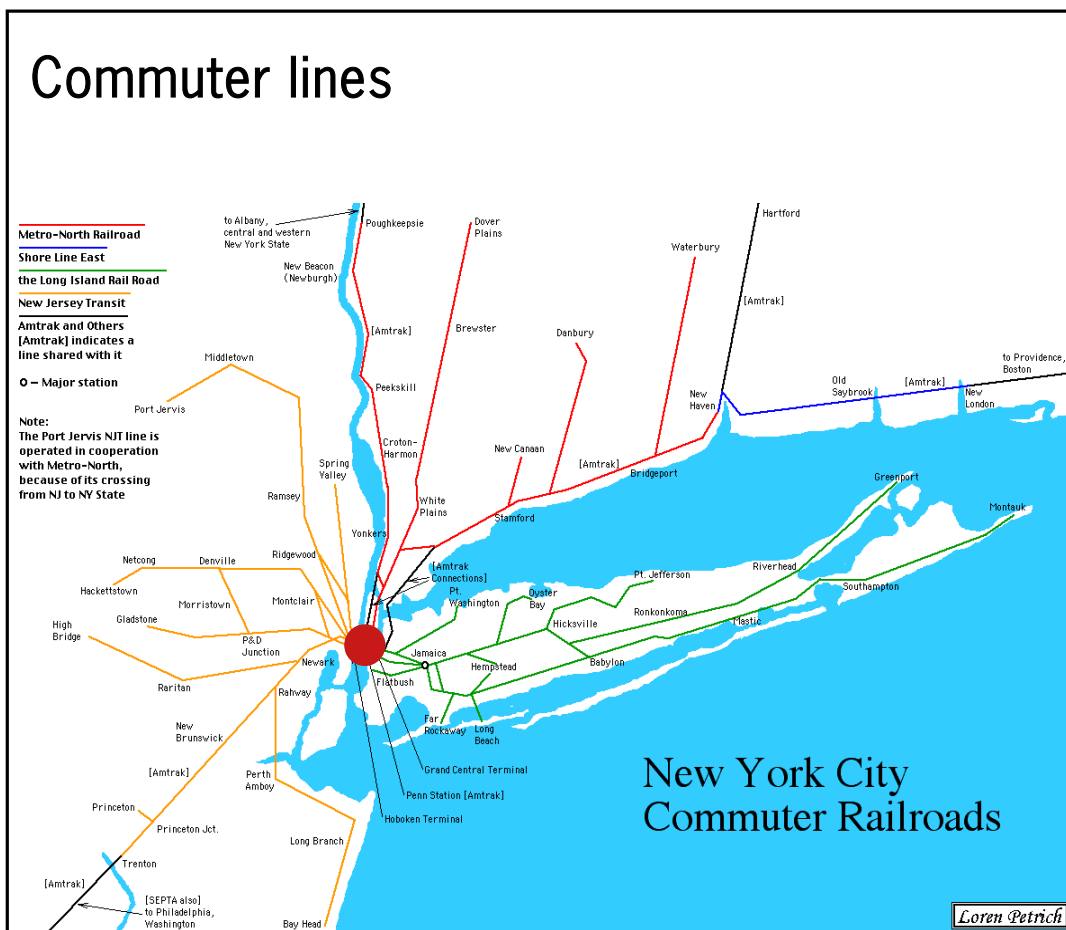 Commuter lines
Metro-North Railroad
Shore Line East
the Long Island Rail Road
New Jersey Transit
Amtrak and Others
[Amtrak] indicates a
line shared with it
O - Major station
Note:
The Port Jervis NJT line is
operated in cooperation
with Metro-North,
because of its crossing
from NJ to NY State
to Albany,
central and western
New York State
Poughkeepsie
Dover
Plains
Hartford
Waterbury
New Beacon
(Newburgh)
[Amtrak]
[Amtrak]
Brewster
Danbury
Middletown
to Providence,
Boston
Port Jervis
Peekskill
Old
Saybrook
[Amtrak]
New
London
New
Haven
Croton-
Harmon
New Canaan
[Amtrak]
Bridgeport
Spring
Valley
Greenport
Ramsey
White
Plains
Stamford
Montauk
Yonkers
Netcong
Denville
Ridgewood
[Amtrak
Connections]
Pt.
Washington
Oyster
Bay
Pt. Jefferson
Riverhead
Southampton
Hackettstown
Morristown
Montclair
Ronkonkoma
Mastic
Gladstone
High
Bridge
P&D
Junction
Hicksville
Newark
Jamaica
Hempstead
Babylon
Raritan
Flatbush
Rahway
New
Brunswick
Far
Rockaway
Long
Beach
[Amtrak]
Perth
Amboy
Grand Central Terminal
Penn Station [Amtrak]
Hoboken Terminal
New York City
Commuter Railroads
Princeton
Princeton Jct.
Long Branch
Trenton
[Amtrak]
[SEPTA also]
to Philadelphia,
Washington
Bay Head
Loren Petrich